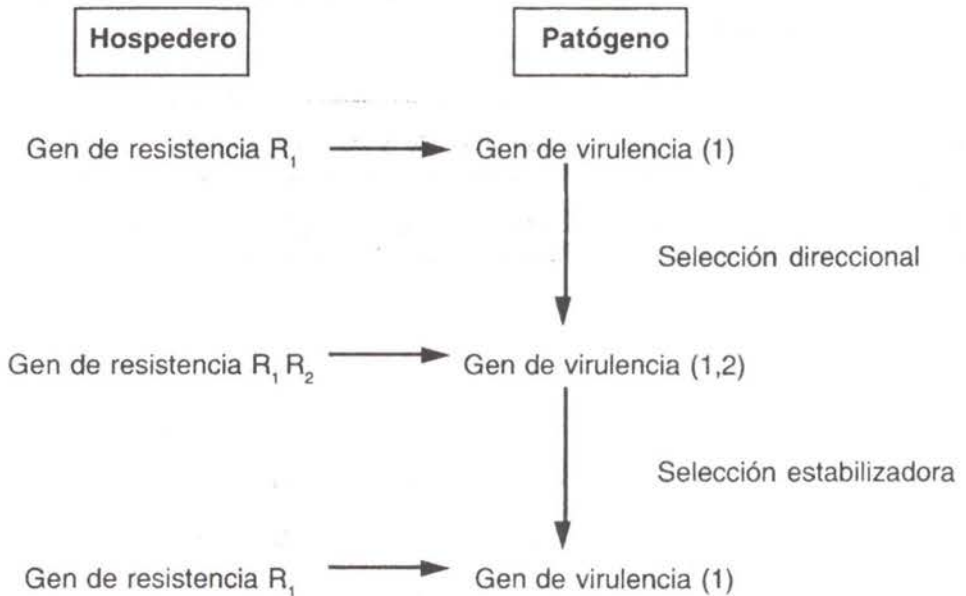 Hospedero Patógeno
Gen de resistencia R₁ Gen de virulencia (1)
Selección direccional
Gen de resistencia R₁ R₂ Gen de virulencia (1,2)
Selección estabilizadora
Gen de resistencia R₁ Gen de virulencia (1)